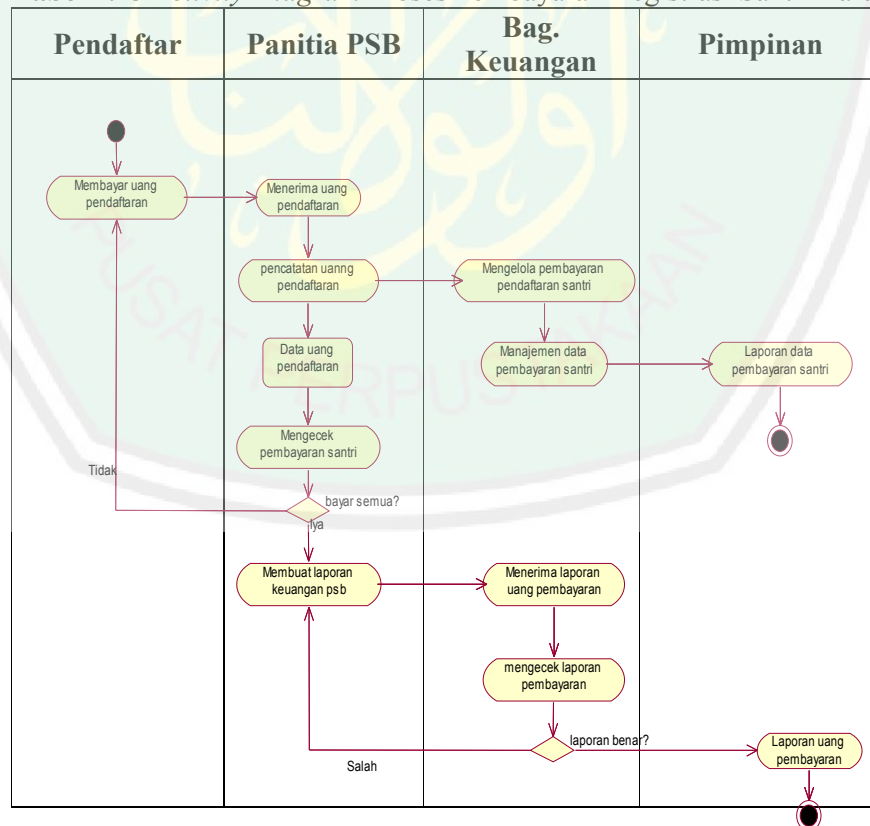 Pendaftar
Panitia PSB
Bag.
Keuangan
Pimpinan
Membayar uang
pendaftaran
Menerima uang
pendaftaran
pencatatan uanng
pendaftaran
Mengelola pembayaran
pendaftaran santri
Data uang
pendaftaran
Manajemen data
pembayaran santri
Laporan data
pembayaran santri
Mengecek
pembayaran santri
Tidak
bayar semua?
Iya
Membuat laporan
keuangan psb
Menerima laporan
uang pembayaran
mengecek laporan
pembayaran
laporan benar?
Salah
Laporan uang
pembayaran
PUSAT PERPUSTAKAAN